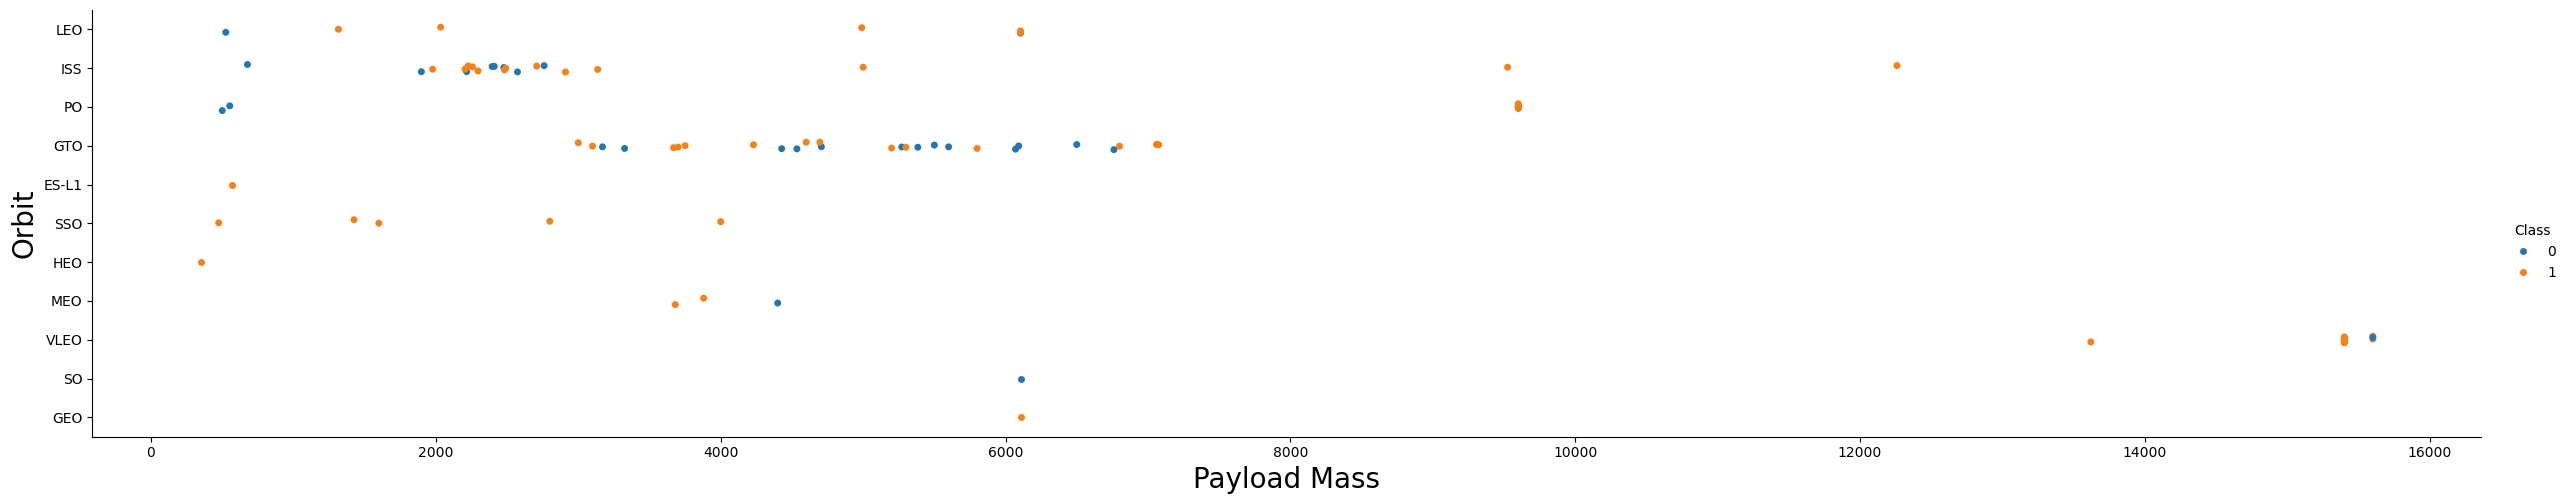 LEO
ISS
PO
GTO
ES-L1
SSO
HEO
MEO
VLEO
SO
GEO
Orbit
0 2000 4000 6000 8000 10000 12000 14000 16000
Payload Mass
Class
0
1